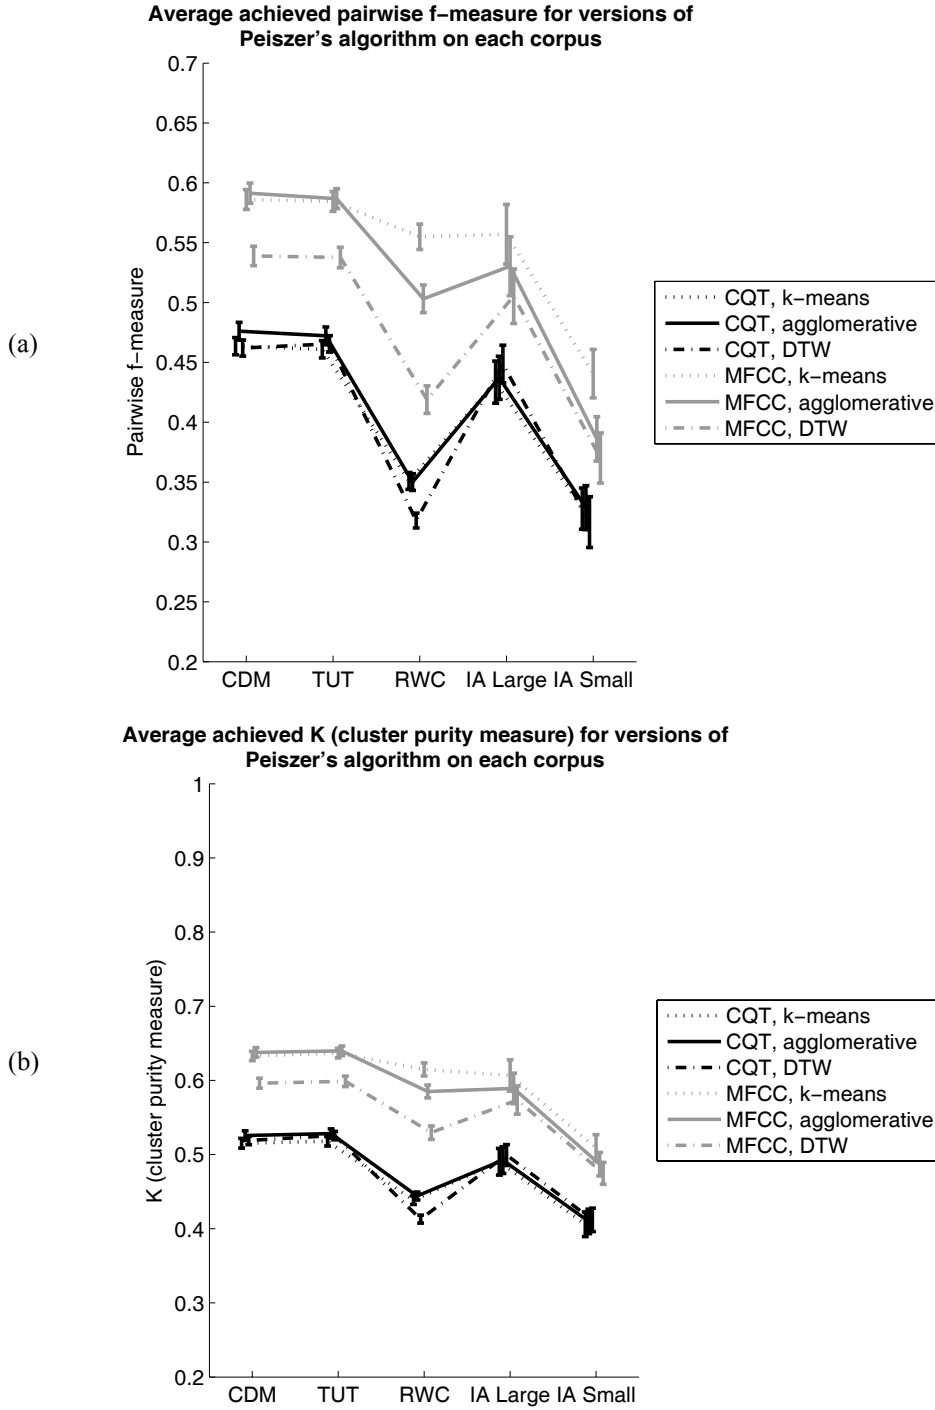 Average achieved pairwise f−measure for versions of
Peiszer's algorithm on each corpus
(a)
Pairwise f−measure
0.7
0.65
0.6
0.55
0.5
0.45
0.4
0.35
0.3
0.25
0.2
CDM TUT RWC IA Large IA Small
CQT, k−means
CQT, agglomerative
CQT, DTW
MFCC, k−means
MFCC, agglomerative
MFCC, DTW
Average achieved K (cluster purity measure) for versions of
Peiszer's algorithm on each corpus
(b)
K (cluster purity measure)
1
0.9
0.8
0.7
0.6
0.5
0.4
0.3
0.2
CDM TUT RWC IA Large IA Small
CQT, k−means
CQT, agglomerative
CQT, DTW
MFCC, k−means
MFCC, agglomerative
MFCC, DTW